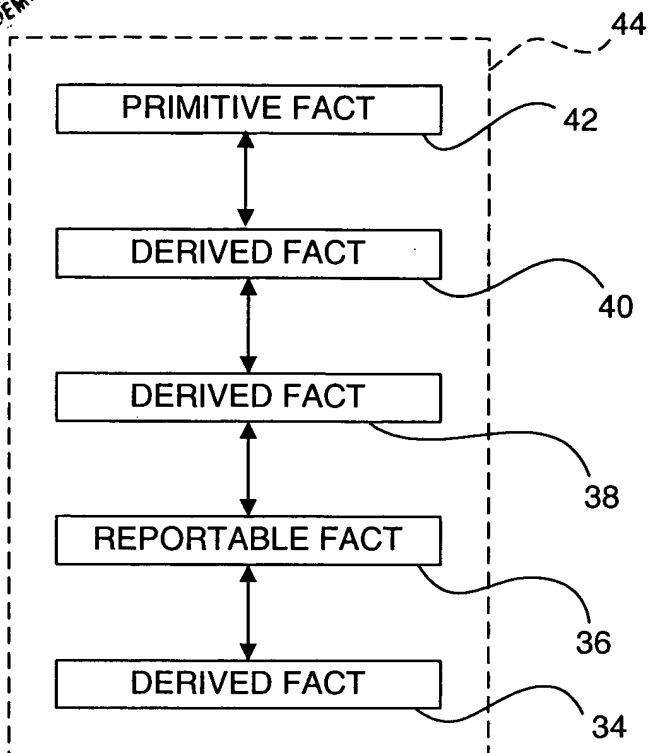 44
PRIMITIVE FACT
42
DERIVED FACT
40
DERIVED FACT
38
REPORTABLE FACT
36
DERIVED FACT
34